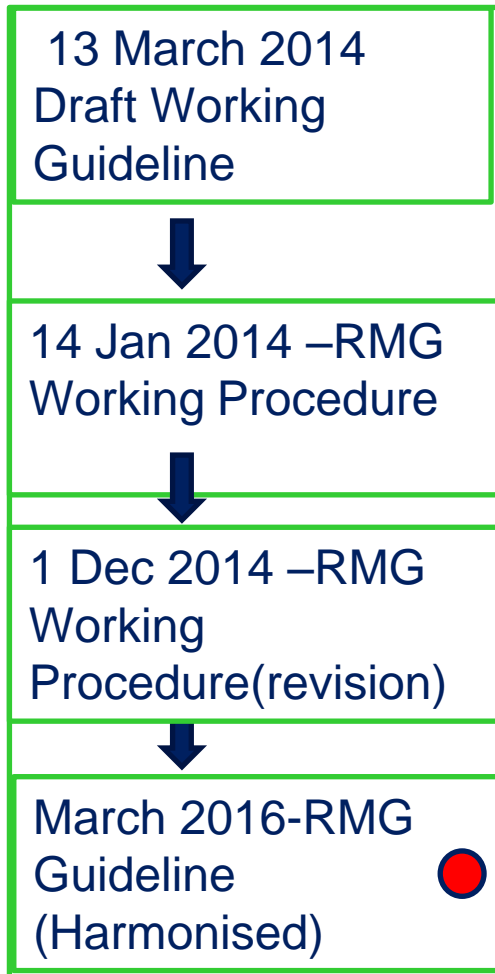 13 March 2014
Draft Working
Guideline
14 Jan 2014 –RMG
Working Procedure
1 Dec 2014 –RMG
Working
Procedure(revision)
March 2016-RMG
Guideline
(Harmonised)